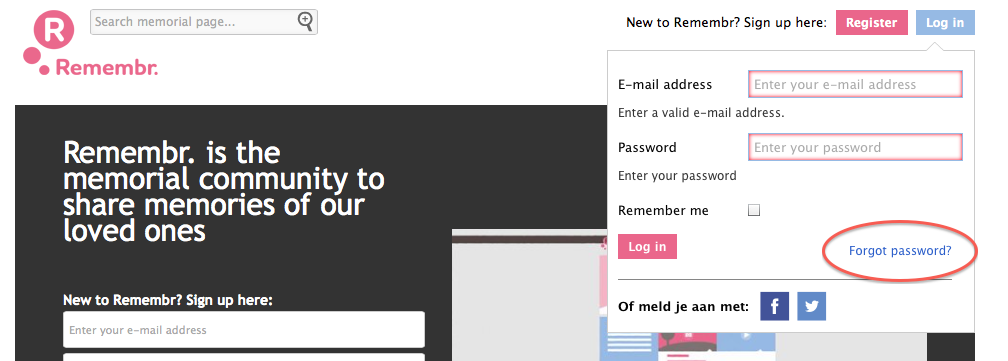 R
Search memorial page...
New to Remembr? Sign up here:
Register
Log in
Remembr.
E-mail address
Enter your e-mail address
Enter a valid e-mail address.
Password
Enter your password
Enter your password
Remember me
Log in
Forgot password?
Of meld je aan met:
f
Remembr. is the
memorial community to
share memories of our
loved ones
New to Remembr? Sign up here:
Enter your e-mail address